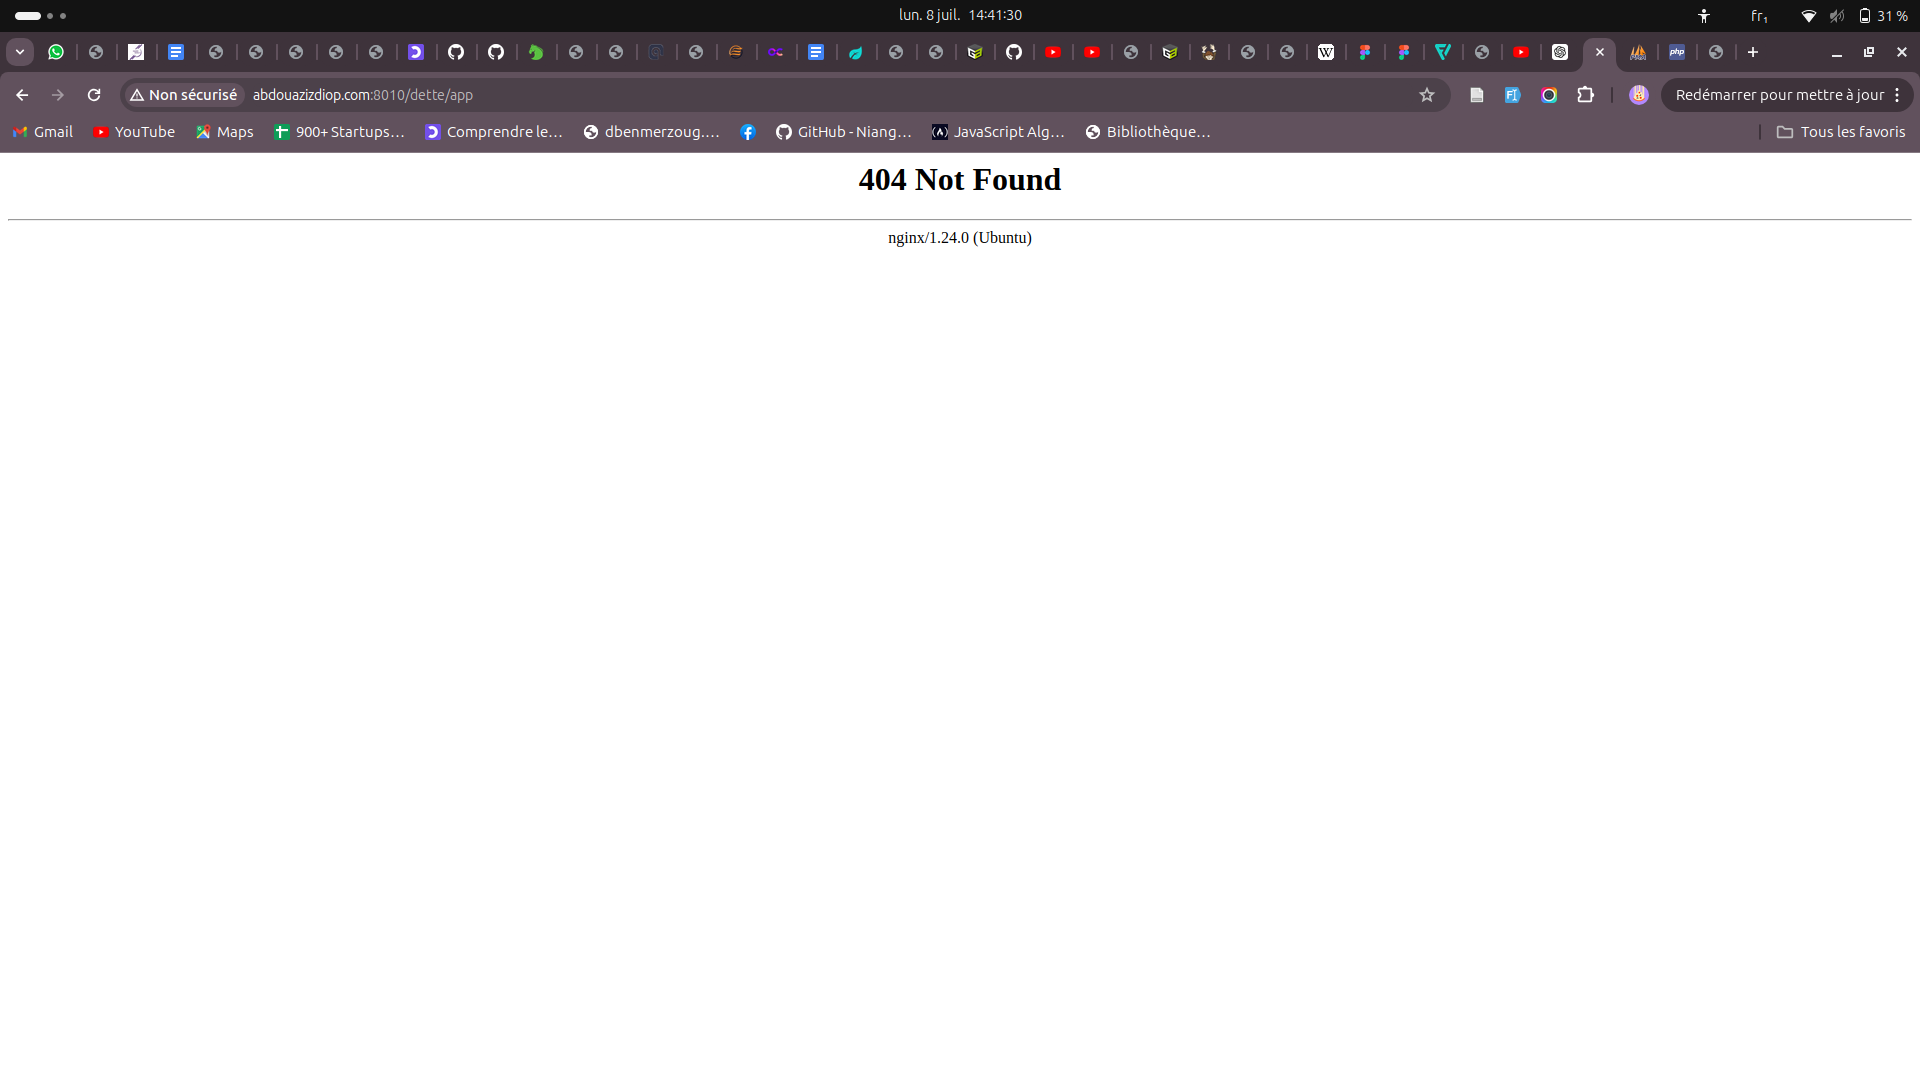 lun. 8 juil. 14:41:30
fr₁
31 %
Non sécurisé
abdouazizdiop.com:8010/dette/app
Redémarrer pour mettre à jour
Gmail
YouTube
Maps
900+ Startups…
Comprendre le…
dbenmerzoug.…
GitHub - Niang…
JavaScript Alg…
Bibliothèque…
Tous les favoris
404 Not Found
nginx/1.24.0 (Ubuntu)